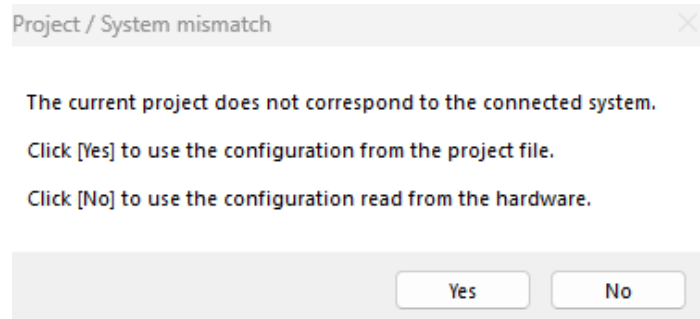 Project / System mismatch
The current project does not correspond to the connected system.
Click [Yes] to use the configuration from the project file.
Click [No] to use the configuration read from the hardware.
Yes No